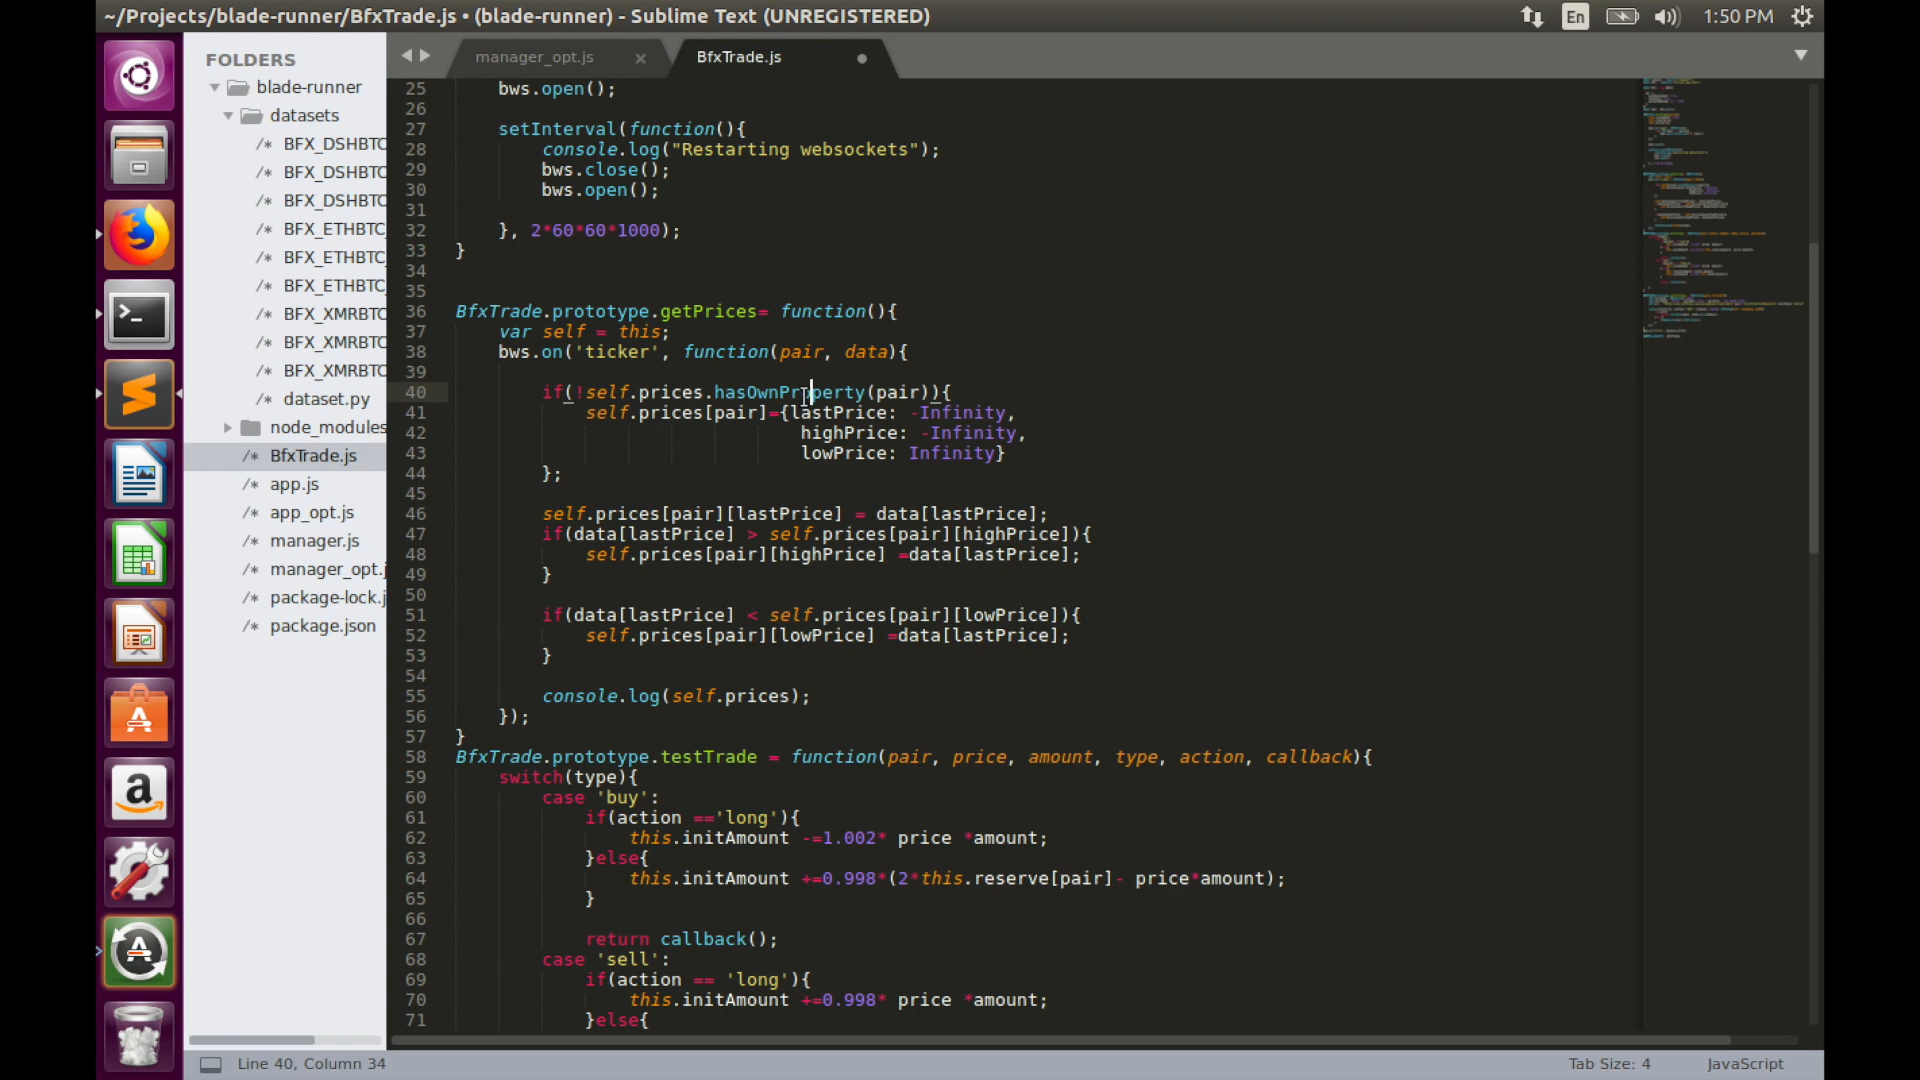 ~/Projects/blade-runner/BfxTrade.js • (blade-runner) - Sublime Text (UNREGISTERED)
En
1:50 PM
FOLDERS
blade-runner
datasets
/* BFX_DSHBTC
/* BFX_DSHBTC
/* BFX_DSHBTC
/* BFX_ETHBTC_
/* BFX_ETHBTC_
/* BFX_ETHBTC_
/* BFX_XMRBTC
/* BFX_XMRBTC
/* BFX_XMRBTC
/* dataset.py
node_modules
/* BfxTrade.js
/* app.js
/* app_opt.js
/* manager.js
/* manager_opt.j
/* package-lock.j
/* package.json
manager_opt.js ×
BfxTrade.js
25 bws.open();
26
27 setInterval(function(){
28 console.log("Restarting websockets");
29 bws.close();
30 bws.open();
31
32 }, 2*60*60*1000);
33 }
34
35
36 BfxTrade.prototype.getPrices= function(){
37 var self = this;
38 bws.on('ticker', function(pair, data){
39
40 if(!self.prices.hasOwnProperty(pair)){
41 self.prices[pair]={lastPrice: -Infinity,
42 highPrice: -Infinity,
43 lowPrice: Infinity}
44 };
45
46 self.prices[pair][lastPrice] = data[lastPrice];
47 if(data[lastPrice] > self.prices[pair][highPrice]){
48 self.prices[pair][highPrice] =data[lastPrice];
49 }
50
51 if(data[lastPrice] < self.prices[pair][lowPrice]){
52 self.prices[pair][lowPrice] =data[lastPrice];
53 }
54
55 console.log(self.prices);
56 });
57 }
58 BfxTrade.prototype.testTrade = function(pair, price, amount, type, action, callback){
59 switch(type){
60 case 'buy':
61 if(action =='long'){
62 this.initAmount -=1.002* price *amount;
63 }else{
64 this.initAmount +=0.998*(2*this.reserve[pair]- price*amount);
65 }
66
67 return callback();
68 case 'sell':
69 if(action == 'long'){
70 this.initAmount +=0.998* price *amount;
71 }else{
Line 40, Column 34
Tab Size: 4
JavaScript